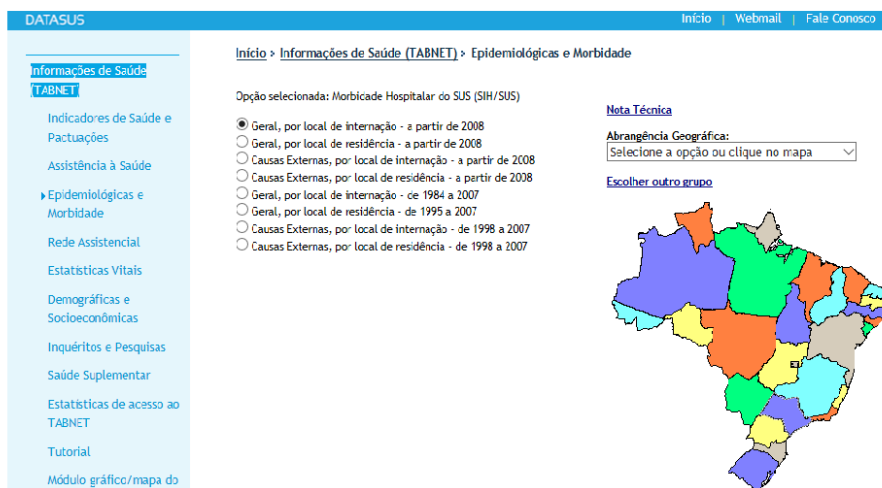 DATASUS
Início | Webmail | Fale Conosco
Informações de Saúde
(TABNET)
Indicadores de Saúde e
Pactuações
Assistência à Saúde
Epidemiológicas e
Morbidade
Rede Assistencial
Estatísticas Vitais
Demográficas e
Socioeconômicas
Inquéritos e Pesquisas
Saúde Suplementar
Estatísticas de acesso ao
TABNET
Tutorial
Módulo gráfico/mapa do
Início > Informações de Saúde (TABNET) > Epidemiológicas e Morbidade
Opção selecionada: Morbidade Hospitalar do SUS (SIH/SUS)
Geral, por local de internação - a partir de 2008
Geral, por local de residência - a partir de 2008
Causas Externas, por local de internação - a partir de 2008
Causas Externas, por local de residência - a partir de 2008
Geral, por local de internação - de 1984 a 2007
Geral, por local de residência - de 1995 a 2007
Causas Externas, por local de internação - de 1998 a 2007
Causas Externas, por local de residência - de 1998 a 2007
Nota Técnica
Abrangência Geográfica:
Selecione a opção ou clique no mapa
Escolher outro grupo